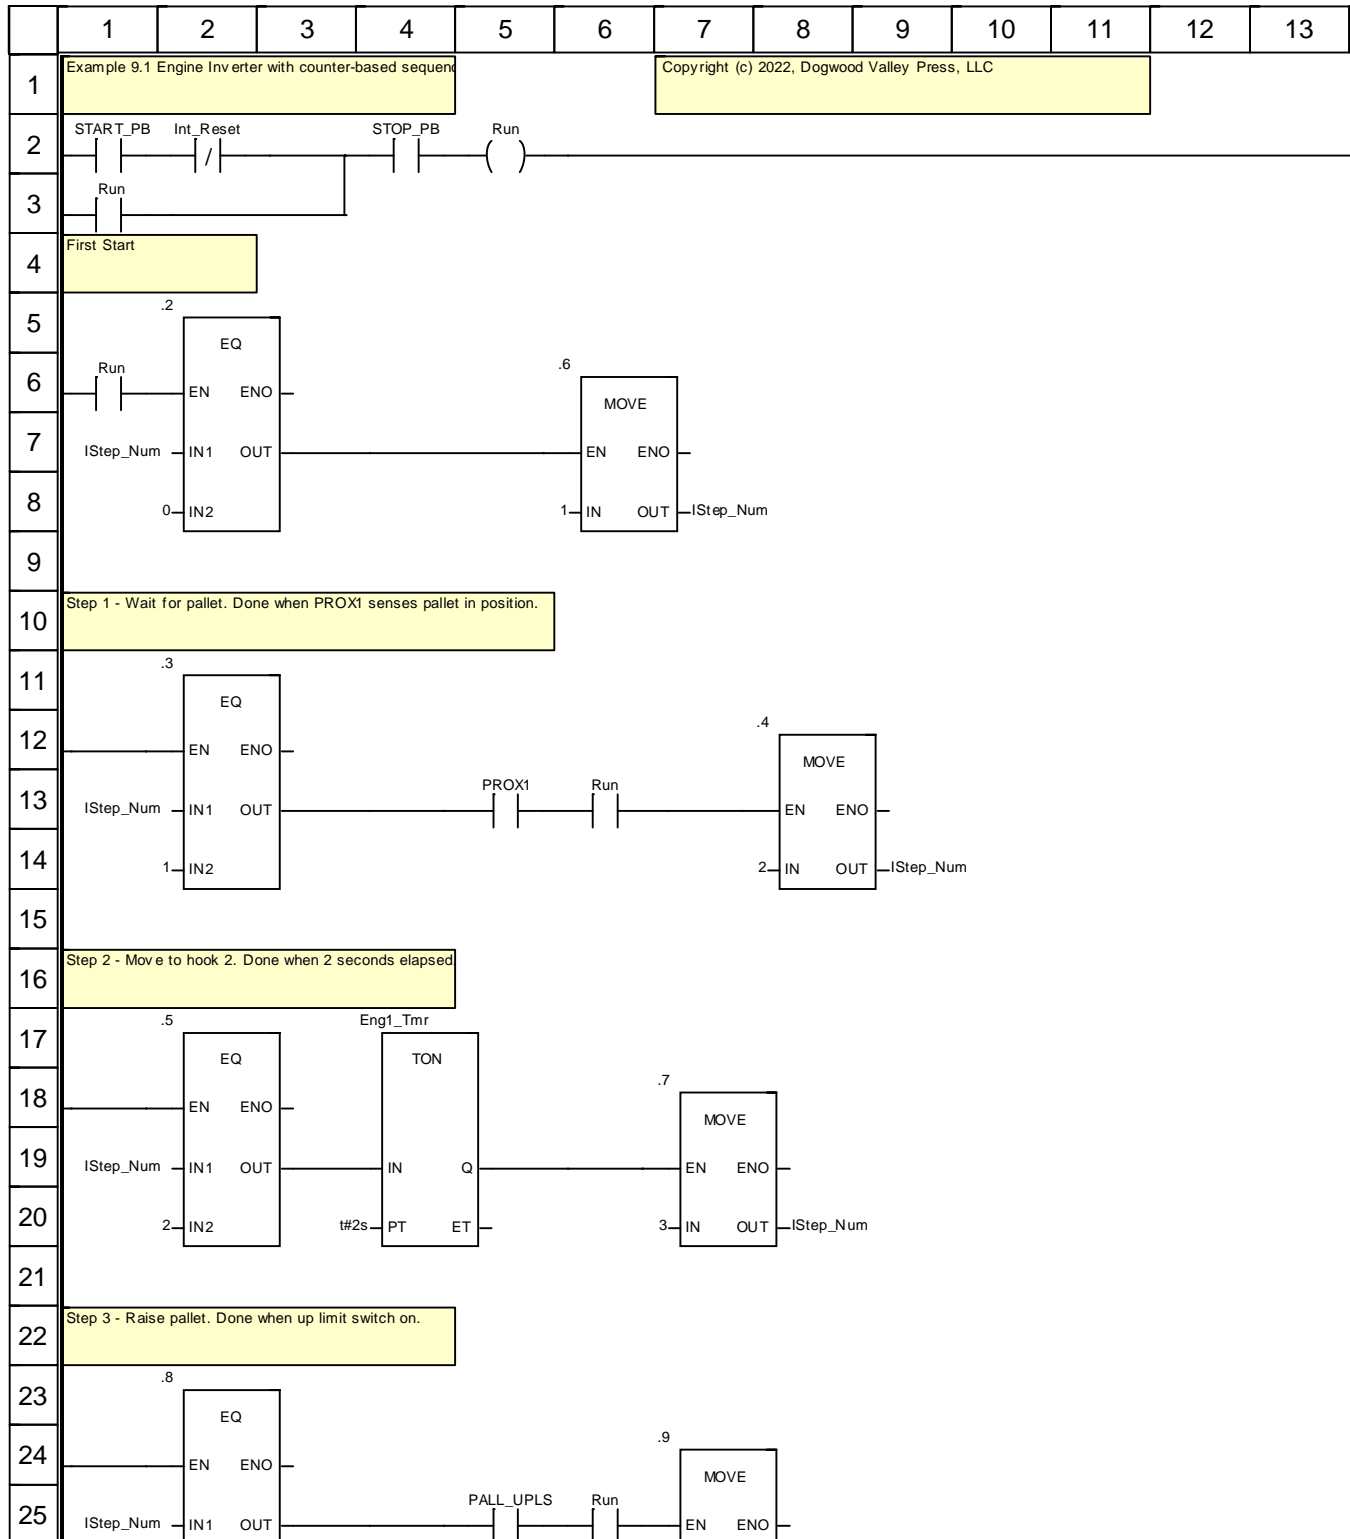 1 2 3 4 5 6 7 8 9 10 11 12 13
1
Example 9.1 Engine Inverter with counter-based sequenc
Copyright (c) 2022, Dogwood Valley Press, LLC
2
START_PB Int_Reset STOP_PB Run
/
3
Run
4
First Start
5
.2
EQ
6
Run
EN ENO
.6
MOVE
7
IStep_Num IN1 OUT
EN ENO
8
0 IN2
1 IN OUT IStep_Num
9
10
Step 1 - Wait for pallet. Done when PROX1 senses pallet in position.
11
.3
EQ
12
EN ENO
.4
MOVE
13
IStep_Num IN1 OUT
PROX1 Run
EN ENO
14
1 IN2
2 IN OUT IStep_Num
15
16
Step 2 - Move to hook 2. Done when 2 seconds elapsed.
17
.5
EQ
Eng1_Tmr
TON
18
EN ENO
.7
MOVE
19
IStep_Num IN1 OUT
IN Q
EN ENO
20
2 IN2
t#2s PT ET
3 IN OUT IStep_Num
21
22
Step 3 - Raise pallet. Done when up limit switch on.
23
.8
EQ
24
EN ENO
.9
MOVE
25
IStep_Num IN1 OUT
PALL_UPLS Run
EN ENO